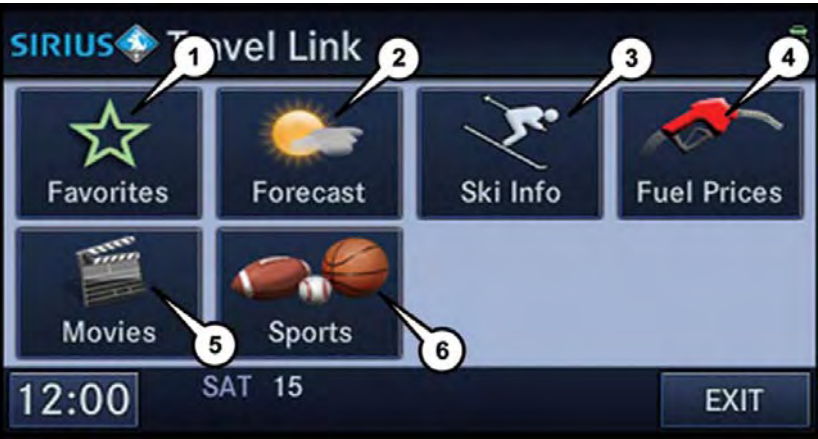 SIRIUS Travel Link
1 2 3 4
Favorites Forecast Ski Info Fuel Prices
Movies Sports
5 6
12:00 SAT 15 EXIT